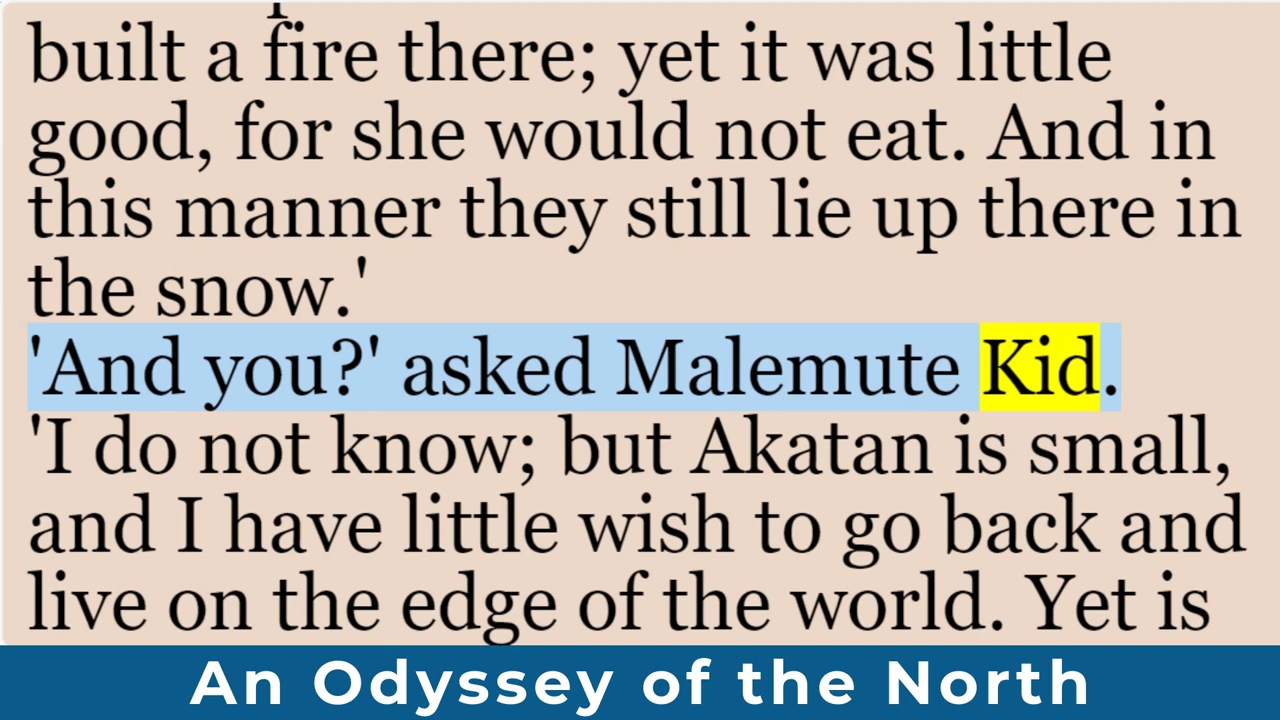 built a fire there; yet it was little
good, for she would not eat. And in
this manner they still lie up there in
the snow.'
'And you?' asked Malemute Kid.
'I do not know; but Akatan is small,
and I have little wish to go back and
live on the edge of the world. Yet is
An Odyssey of the North